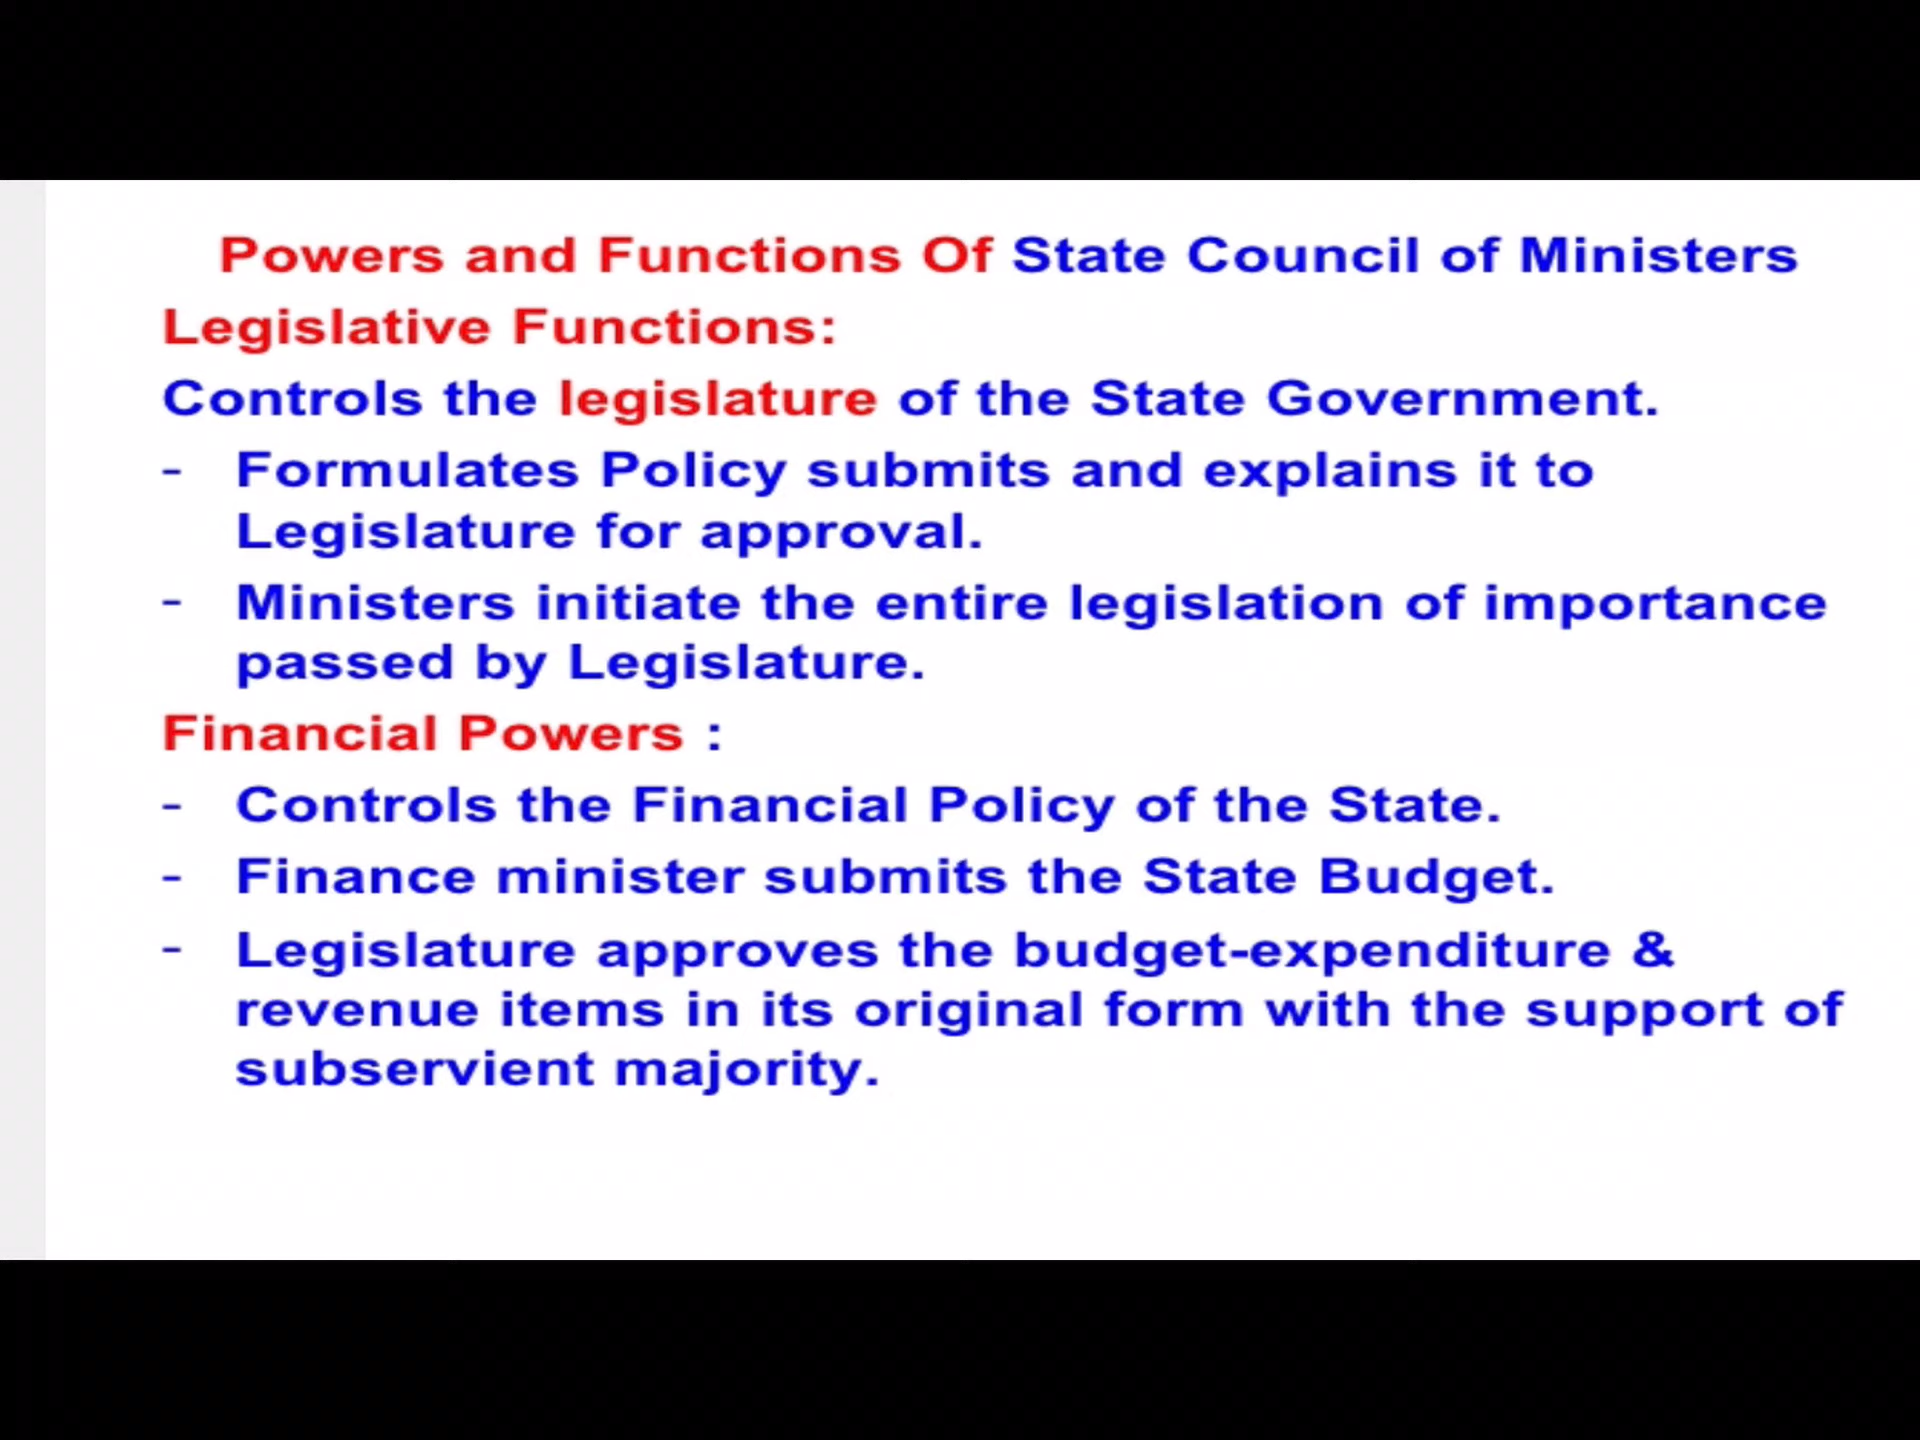 Powers and Functions Of State Council of Ministers
Legislative Functions:
Controls the legislature of the State Government.
- Formulates Policy submits and explains it to
Legislature for approval.
- Ministers initiate the entire legislation of importance
passed by Legislature.
Financial Powers :
- Controls the Financial Policy of the State.
- Finance minister submits the State Budget.
- Legislature approves the budget-expenditure &
revenue items in its original form with the support of
subservient majority.